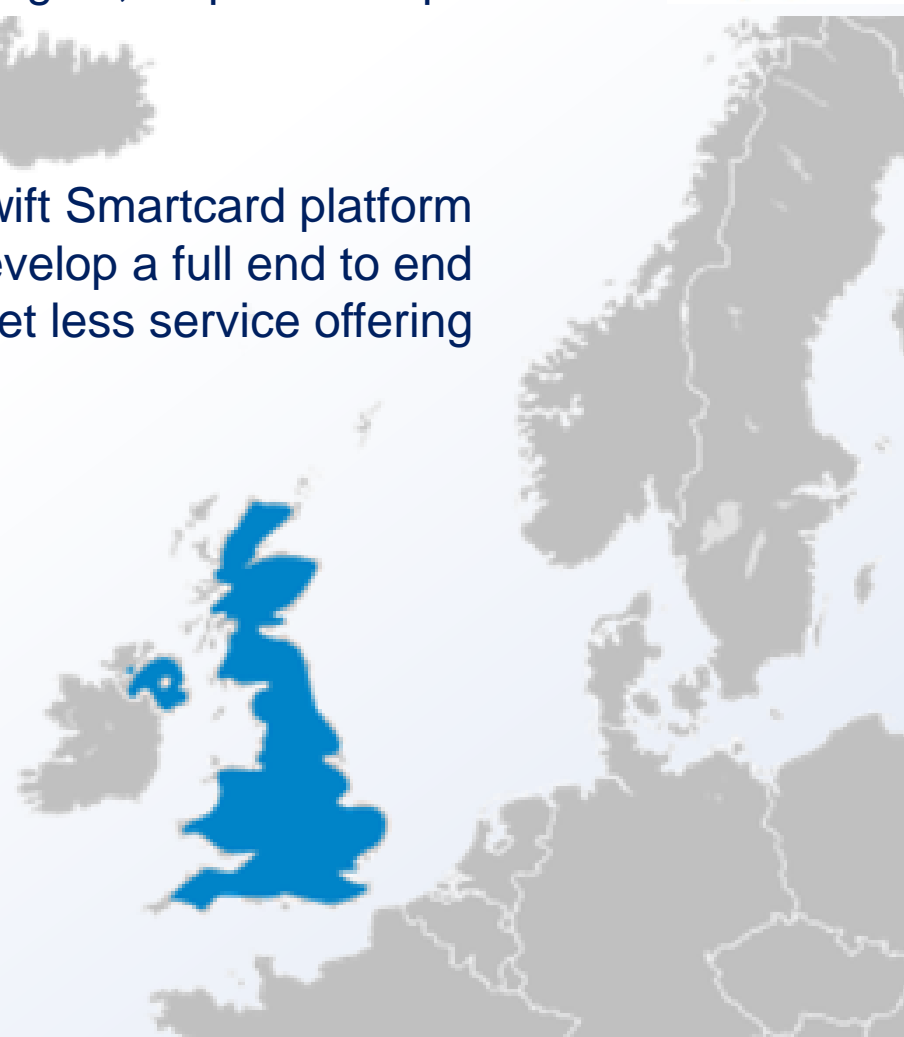 wift Smartcard platform
evelop a full end to end
et less service offering